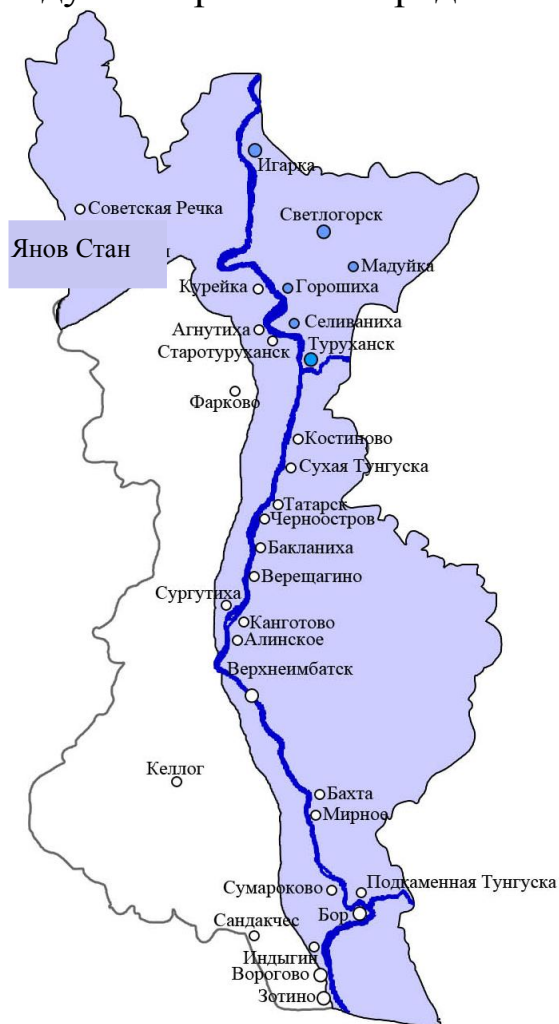 Игарка
Советская Речка
Светлогорск
Янов Стан
Мадуйка
Курейка
Горошиха
Селиваниха
Агнутиха
Туруханск
Старотуруханск
Фарково
Костиново
Сухая Тунгуска
Татарск
Черноостров
Бакланиха
Верещагино
Сургутиха
Канготово
Алинское
Верхнеимбатск
Келлог
Бахта
Мирное
Сумароково
Подкаменная Тунгуска
Бор
Сандакчес
Индыгин
Ворогово
Зотино